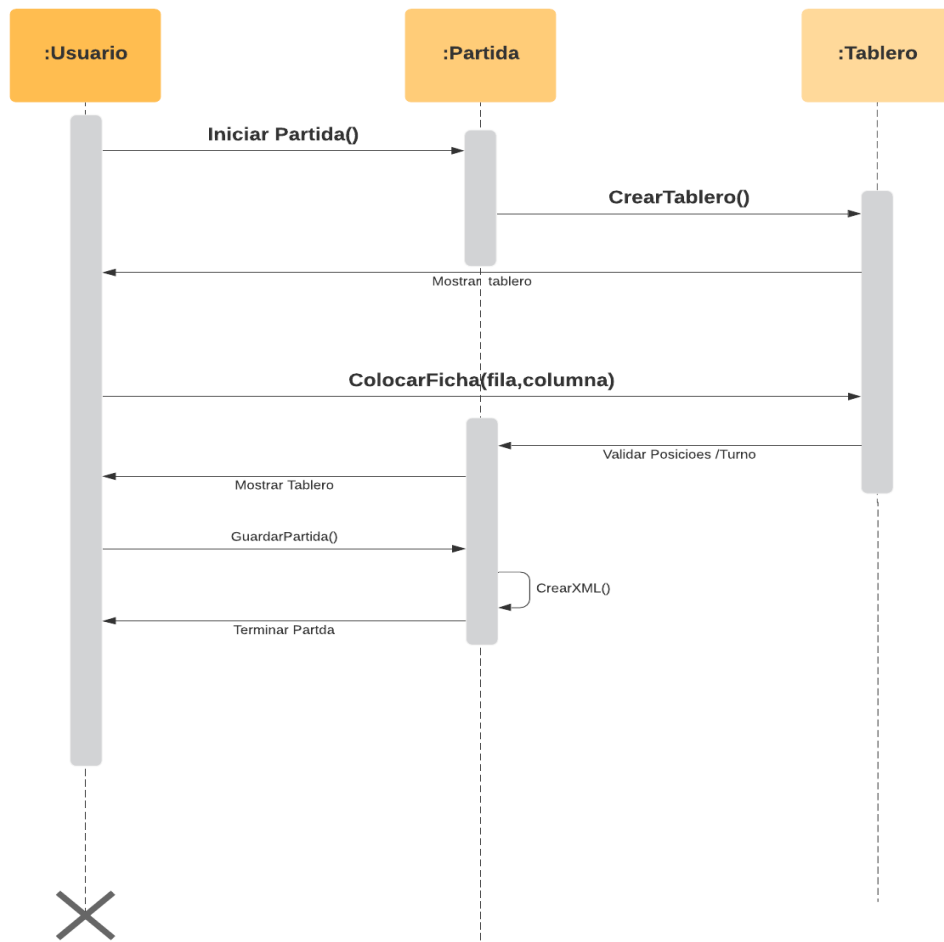 :Usuario
:Partida
:Tablero
Iniciar Partida()
CrearTablero()
Mostrar tablero
ColocarFicha(fila,columna)
Validar Posicioes /Turno
Mostrar Tablero
GuardarPartida()
CrearXML()
Terminar Partda